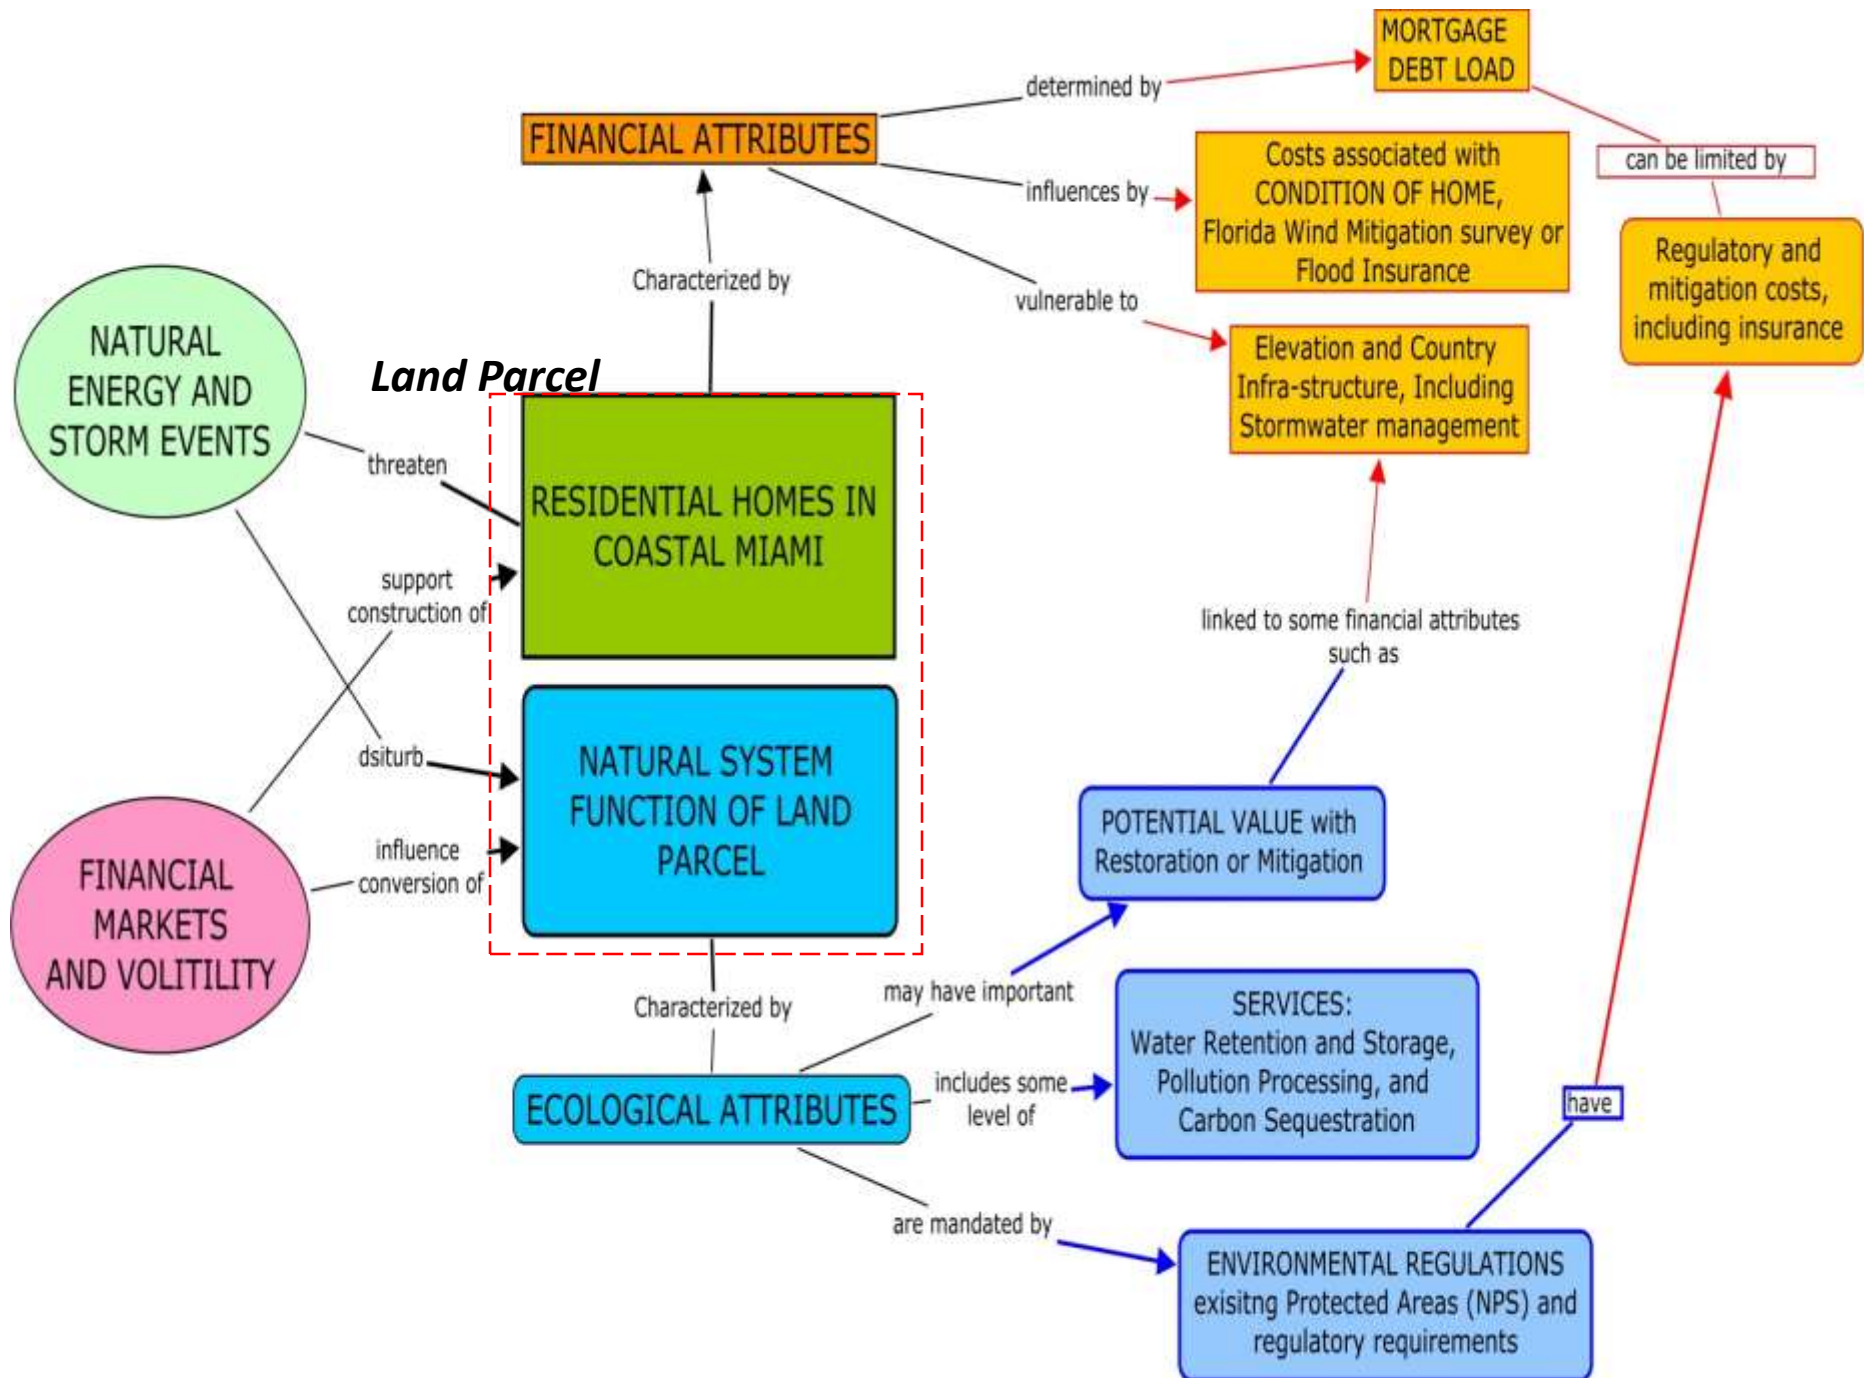 MORTGAGE
DEBT LOAD
determined by
FINANCIAL ATTRIBUTES
Costs associated with
CONDITION OF HOME,
Florida Wind Mitigation survey or
Flood Insurance
can be limited by
influences by
Regulatory and
mitigation costs,
including insurance
Characterized by
vulnerable to
Elevation and Country
Infra-structure, Including
Stormwater management
NATURAL
ENERGY AND
STORM EVENTS
Land Parcel
threaten
RESIDENTIAL HOMES IN
COASTAL MIAMI
support
construction of
linked to some financial attributes
such as
dsiturb
NATURAL SYSTEM
FUNCTION OF LAND
PARCEL
POTENTIAL VALUE with
Restoration or Mitigation
influence
conversion of
FINANCIAL
MARKETS
AND VOLITILITY
Characterized by
may have important
SERVICES:
Water Retention and Storage,
Pollution Processing, and
Carbon Sequestration
ECOLOGICAL ATTRIBUTES
includes some
level of
have
are mandated by
ENVIRONMENTAL REGULATIONS
exisitng Protected Areas (NPS) and
regulatory requirements